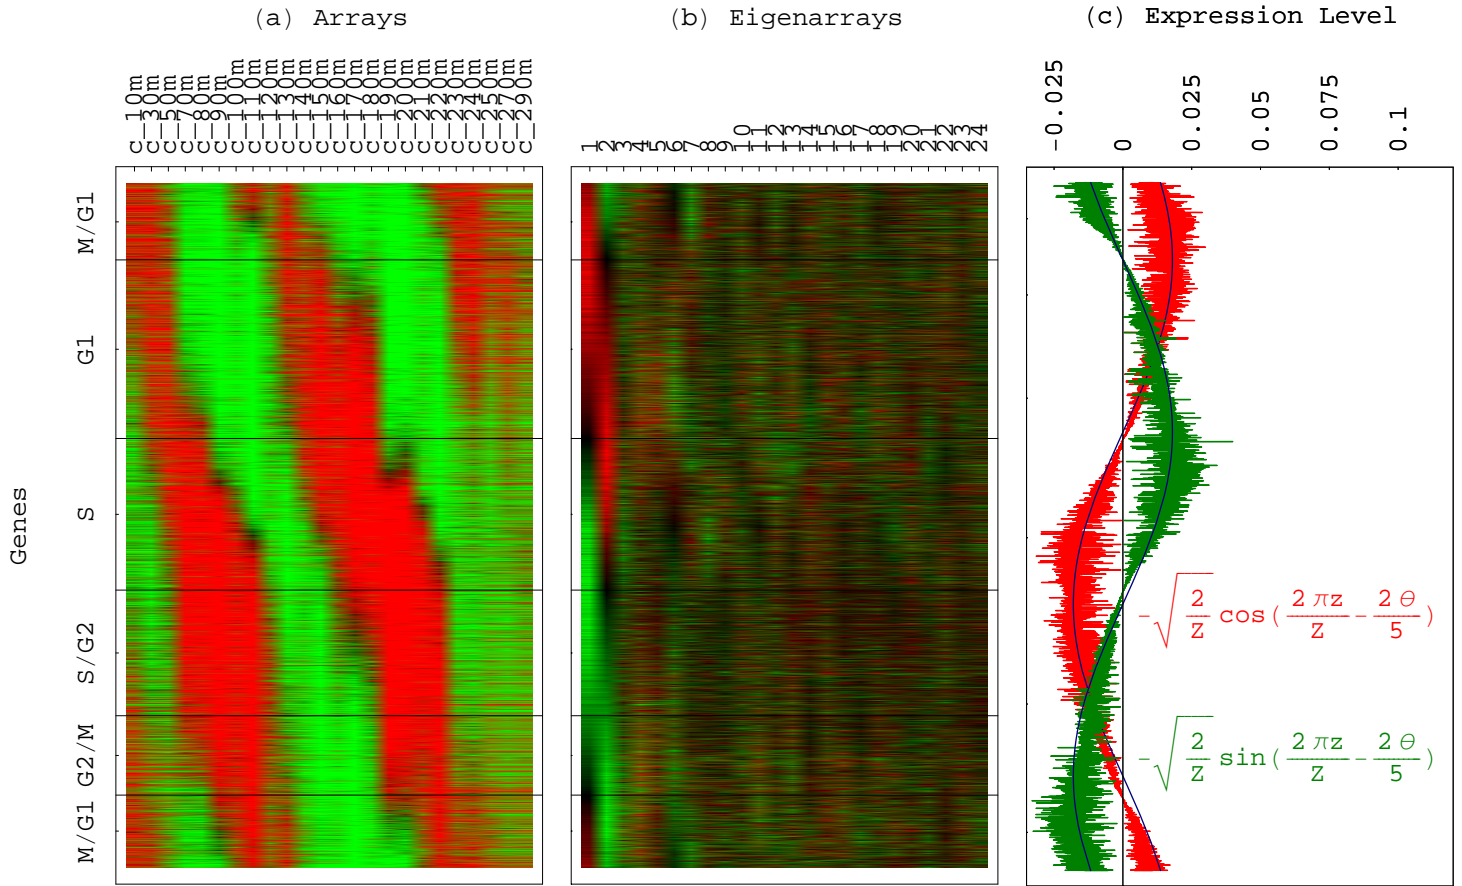 (a) Arrays
(b) Eigenarrays
(c) Expression Level
c_10m
c_30m
c_50m
c_70m
c_80m
c_90m
c_100m
c_110m
c_120m
c_130m
c_140m
c_150m
c_160m
c_170m
c_180m
c_190m
c_200m
c_210m
c_220m
c_230m
c_240m
c_250m
c_270m
c_290m
1
2
3
4
5
6
7
8
9
10
11
12
13
14
15
16
17
18
19
20
21
22
23
24
-0.025
0
0.025
0.05
0.075
0.1
Genes
M/G1
G1
S
S/G2
G2/M
M/G1
-√(2/Z) cos(2πz/Z - 2θ/5)
-√(2/Z) sin(2πz/Z - 2θ/5)